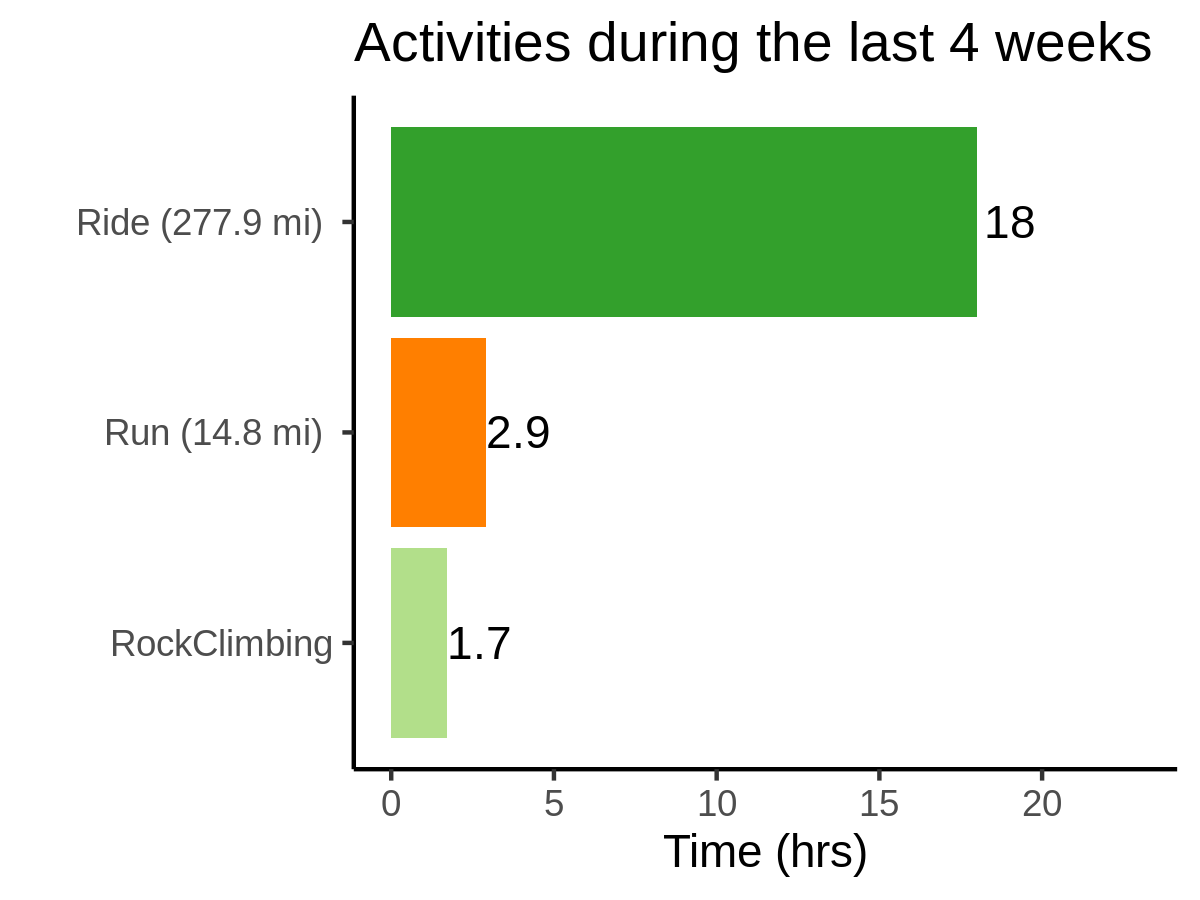 Activities during the last 4 weeks
Ride (277.9 mi)
18
Run (14.8 mi)
2.9
RockClimbing
1.7
0 5 10 15 20
Time (hrs)